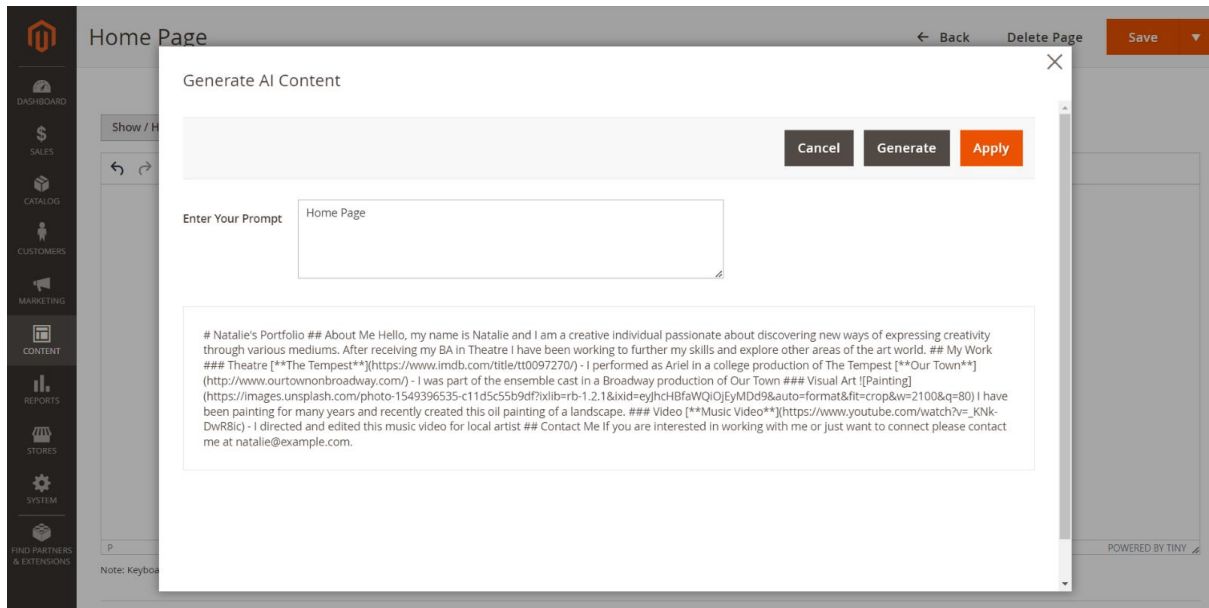 Home Page
← Back
Delete Page
Save
DASHBOARD
SALES
CATALOG
CUSTOMERS
MARKETING
CONTENT
REPORTS
STORES
SYSTEM
FIND PARTNERS
& EXTENSIONS
Show / H
Generate AI Content
Cancel
Generate
Apply
Enter Your Prompt
Home Page
# Natalie's Portfolio ## About Me Hello, my name is Natalie and I am a creative individual passionate about discovering new ways of expressing creativity
through various mediums. After receiving my BA in Theatre I have been working to further my skills and explore other areas of the art world. ## My Work
### Theatre [**The Tempest**](https://www.imdb.com/title/tt0097270/) - I performed as Ariel in a college production of The Tempest [**Our Town**]
(http://www.ourtownonbroadway.com/) - I was part of the ensemble cast in a Broadway production of Our Town ### Visual Art ![Painting]
(https://images.unsplash.com/photo-1549396535-c11d5c55b9df?ixlib=rb-1.2.1&ixid=eyJhcHBfaWQiOjEyMDd9&auto=format&fit=crop&w=2100&q=80) I have
been painting for many years and recently created this oil painting of a landscape. ### Video [**Music Video**](https://www.youtube.com/watch?v=_KNk-
DwR8ic) - I directed and edited this music video for local artist ## Contact Me If you are interested in working with me or just want to connect please contact
me at natalie@example.com.
P
POWERED BY TINY
Note: Keyboa